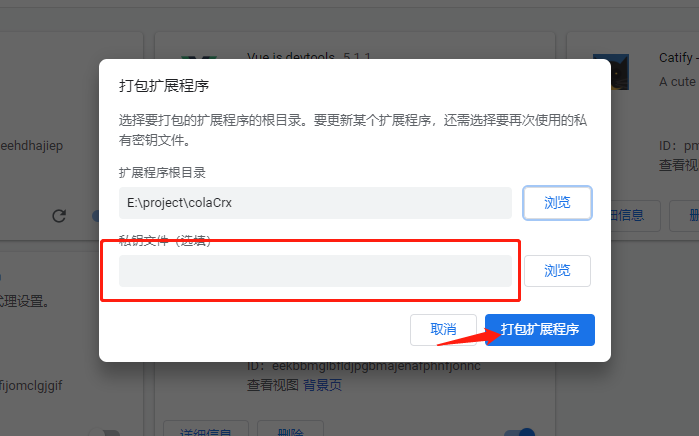 Vue.js devtools 5.1.1
Catify -
A cute
打包扩展程序
选择要打包的扩展程序的根目录。要更新某个扩展程序，还需选择要再次使用的私
有密钥文件。
eehdhajiep
ID：pm
查看视
扩展程序根目录
E:\project\colaCrx
浏览
细信息
删
私钥文件（选填）
浏览
代理设置。
取消
打包扩展程序
ID：eekbbmglbfidjpgbmajenafphnfjonnc
查看视图 背景页
fijomclgjgif
详细信息
删除